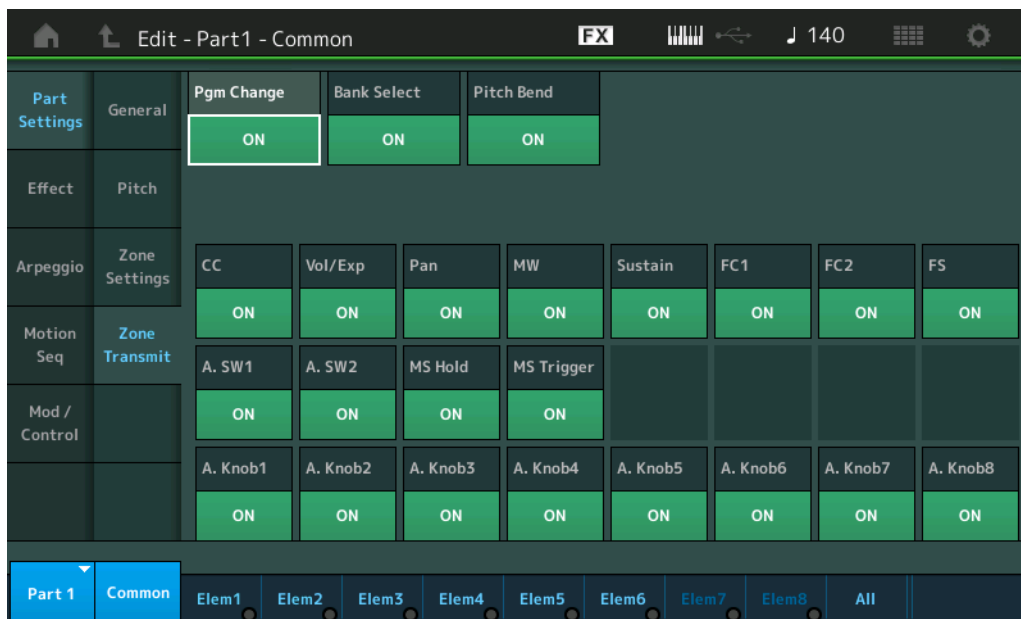 Edit - Part1 - Common FX 140
Part Settings
General
Pgm Change Bank Select Pitch Bend
ON ON ON
Effect
Pitch
Arpeggio
Zone Settings
CC Vol/Exp Pan MW Sustain FC1 FC2 FS
ON ON ON ON ON ON ON ON
Motion Seq
Zone Transmit
A. SW1 A. SW2 MS Hold MS Trigger
ON ON ON ON
Mod / Control
A. Knob1 A. Knob2 A. Knob3 A. Knob4 A. Knob5 A. Knob6 A. Knob7 A. Knob8
ON ON ON ON ON ON ON ON
Part 1 Common Elem1 Elem2 Elem3 Elem4 Elem5 Elem6 Elem7 Elem8 All